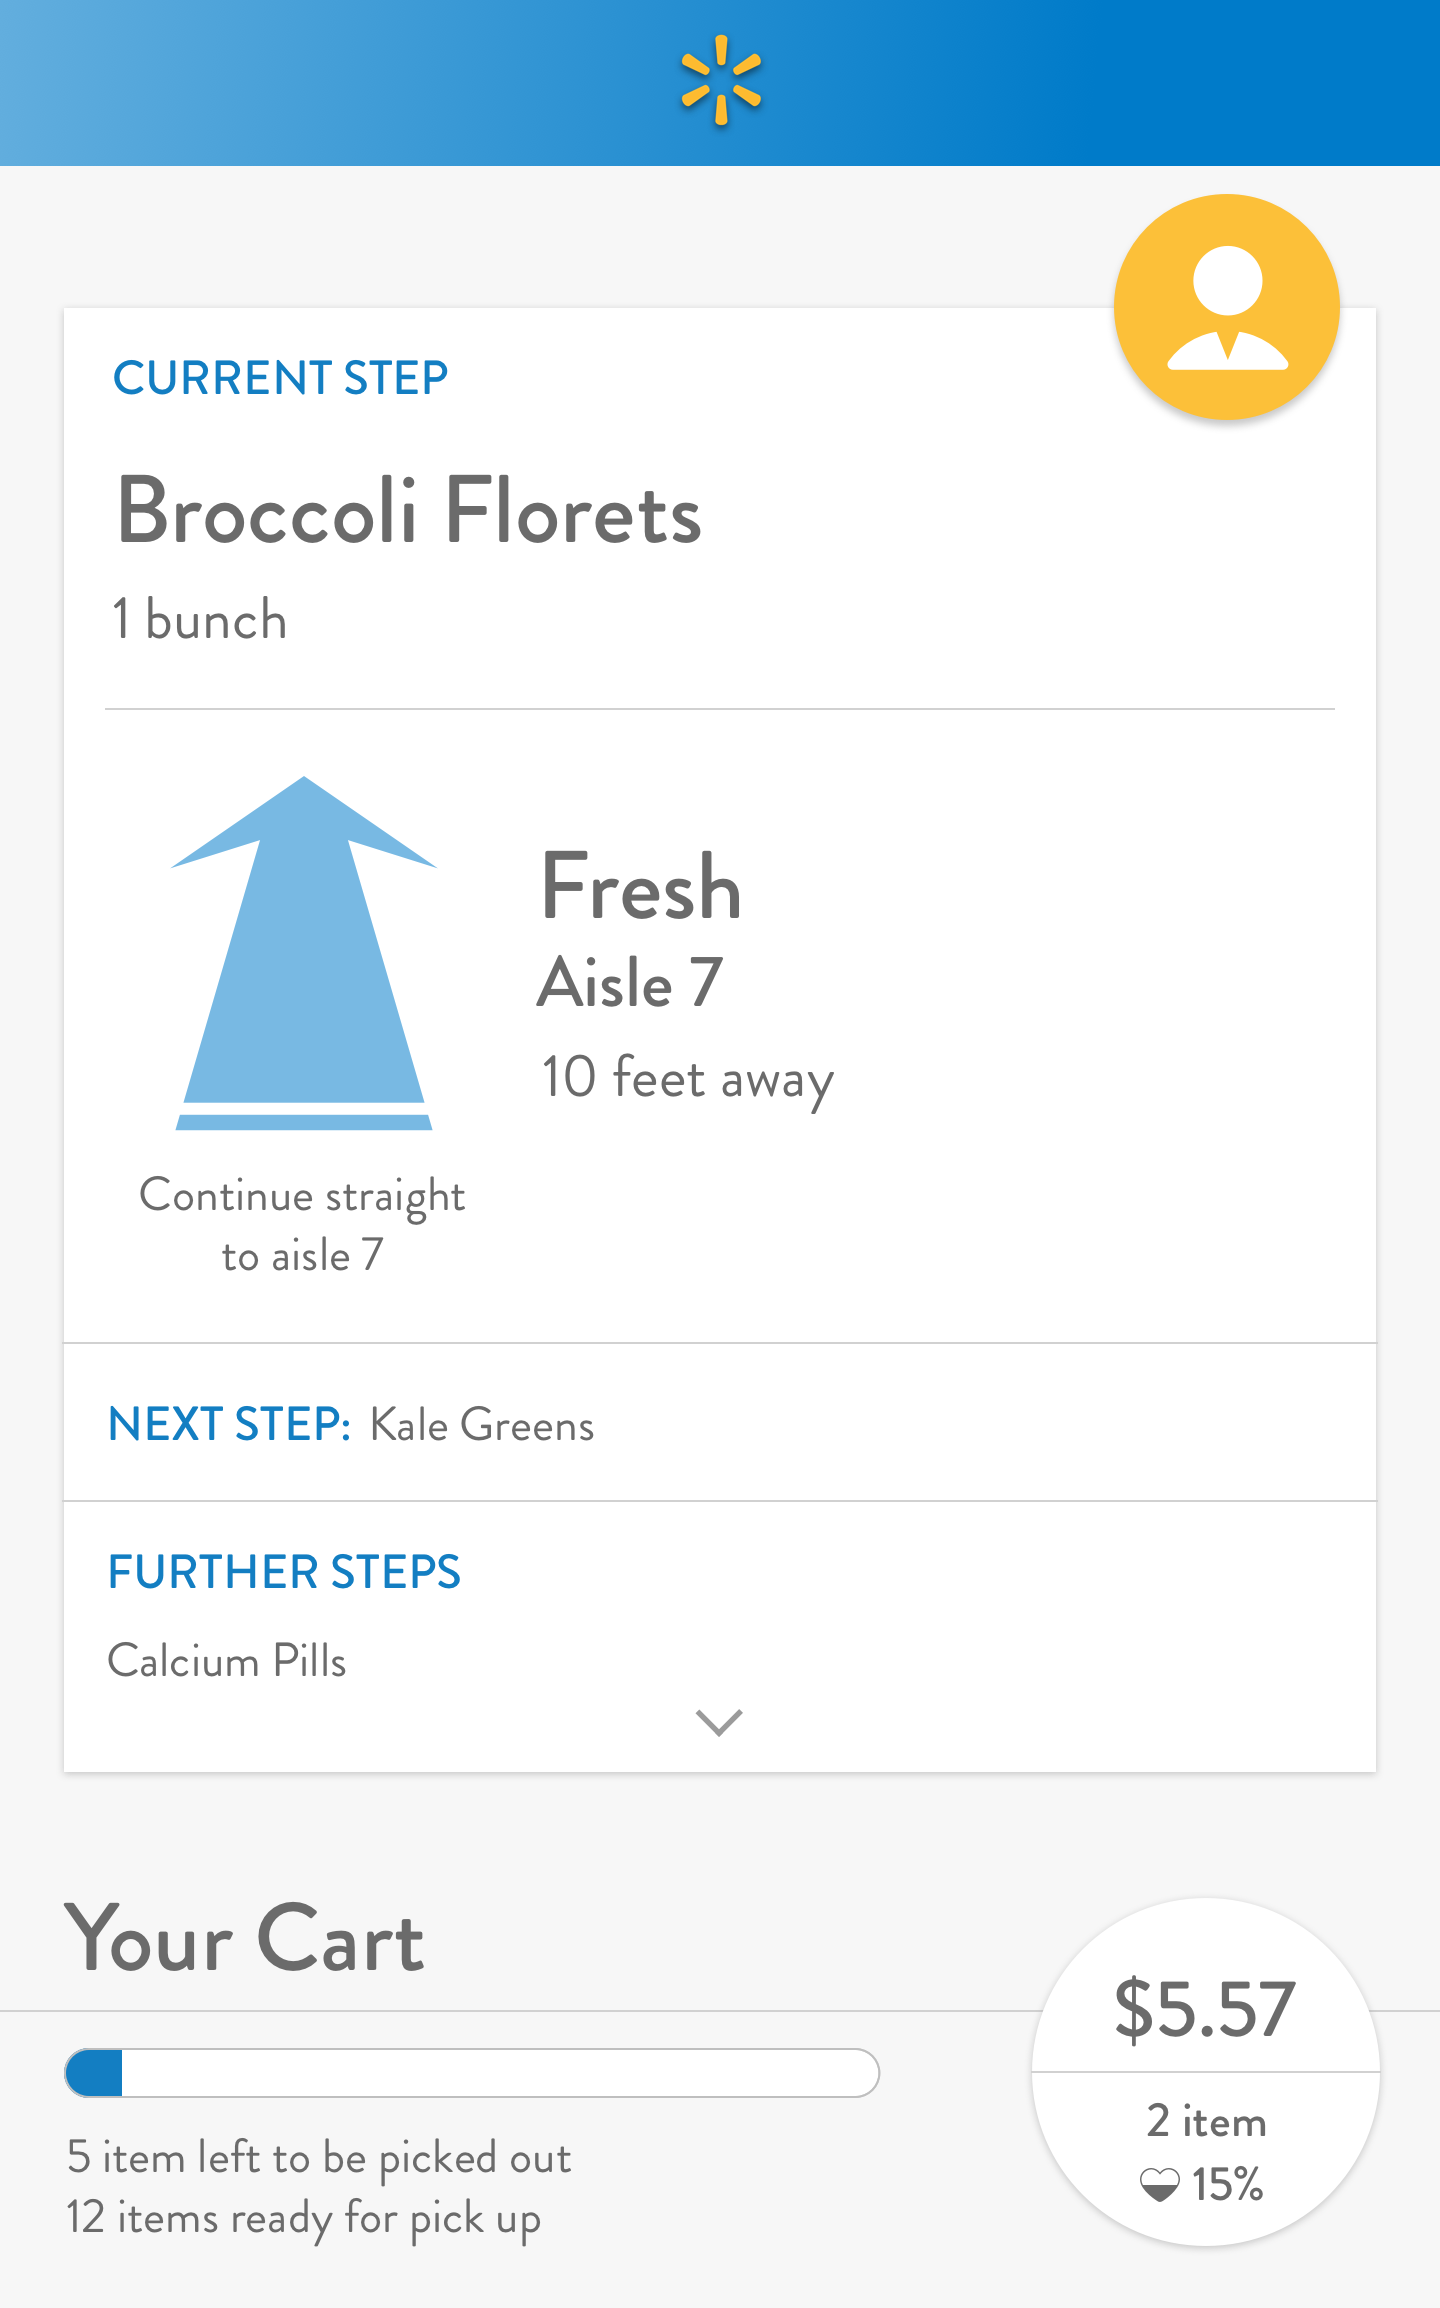 CURRENT STEP
Broccoli Florets
1 bunch
Fresh
Aisle 7
10 feet away
Continue straight
to aisle 7
NEXT STEP: Kale Greens
FURTHER STEPS
Calcium Pills
Your Cart
$5.57
2 item
15%
5 item left to be picked out
12 items ready for pick up